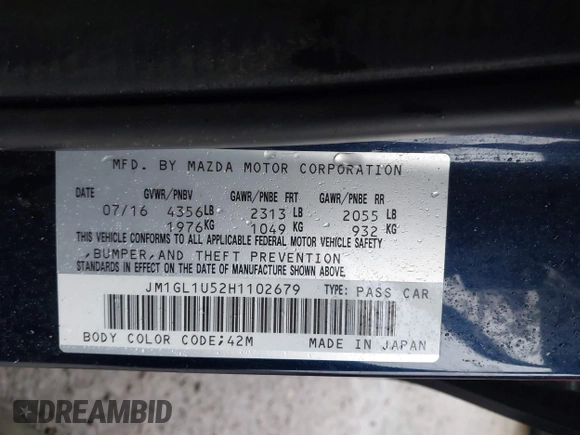 MFD. BY MAZDA MOTOR CORPORATION
DATE GVWR/PNBV GAWR/PNBE FRT GAWR/PNBE RR
07/16 4356LB 2313 LB 2055 LB
1976KG 1049 KG 932 KG
THIS VEHICLE CONFORMS TO ALL APPLICABLE FEDERAL MOTOR VEHICLE SAFETY
,BUMPER,AND THEFT PREVENTION
STANDARDS IN EFFECT ON THE DATE OF MANUFACTURE SHOWN ABOVE.
JM1GL1U52H1102679 TYPE: PASS CAR
BODY COLOR CODE;42M MADE IN JAPAN
DREAMBID